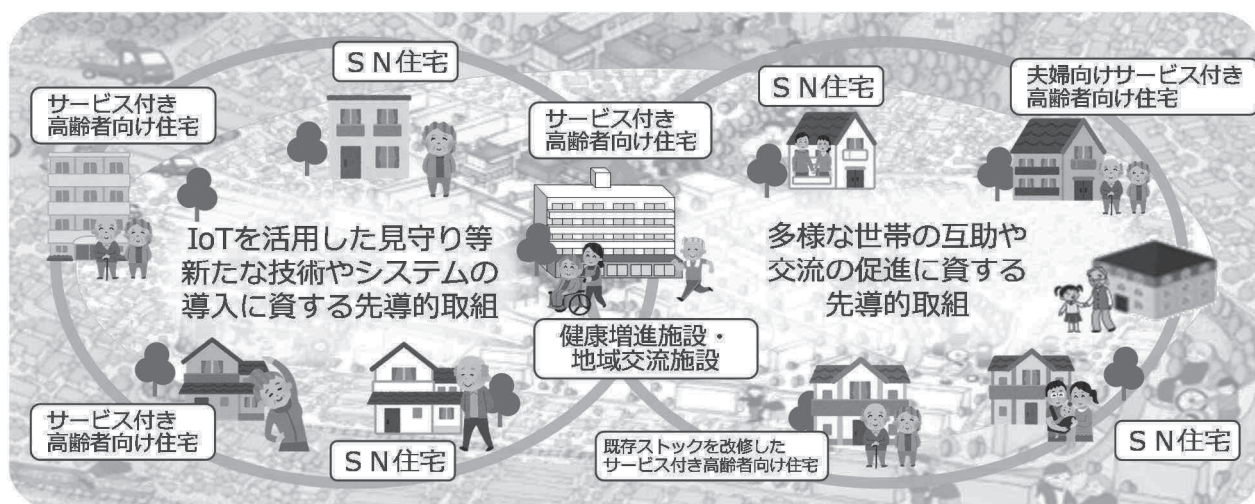 ＳＮ住宅
サービス付き
高齢者向け住宅
サービス付き
高齢者向け住宅
ＳＮ住宅
夫婦向けサービス付き
高齢者向け住宅
IoTを活用した見守り等
新たな技術やシステムの
導入に資する先導的取組
多様な世帯の互助や
交流の促進に資する
先導的取組
健康増進施設・
地域交流施設
サービス付き
高齢者向け住宅
ＳＮ住宅
既存ストックを改修した
サービス付き高齢者向け住宅
ＳＮ住宅